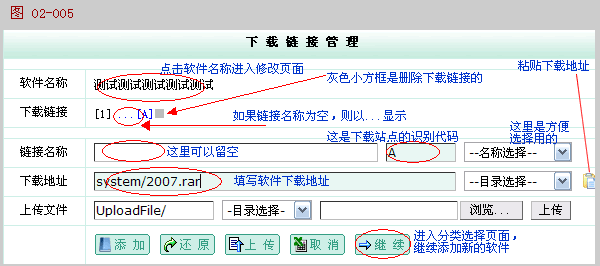 图 02-005
下 载 链 接 管 理
点击软件名称进入修改页面
粘贴下载地址
软件名称 测试测试测试测试测试测试
灰色小方框是删除下载链接的
下载链接 [1] ...[A]
如果链接名称为空，则以...显示
这是下载站点的识别代码
这里是方便选择用的
链接名称 这里可以留空 A --名称选择--
下载地址 system/2007.rar 填写软件下载地址 --目录选择--
上传文件 UploadFile/ -目录选择- 浏览... 上传
添 加 还 原 上 传 取 消 继 续
进入分类选择页面，
继续添加新的软件